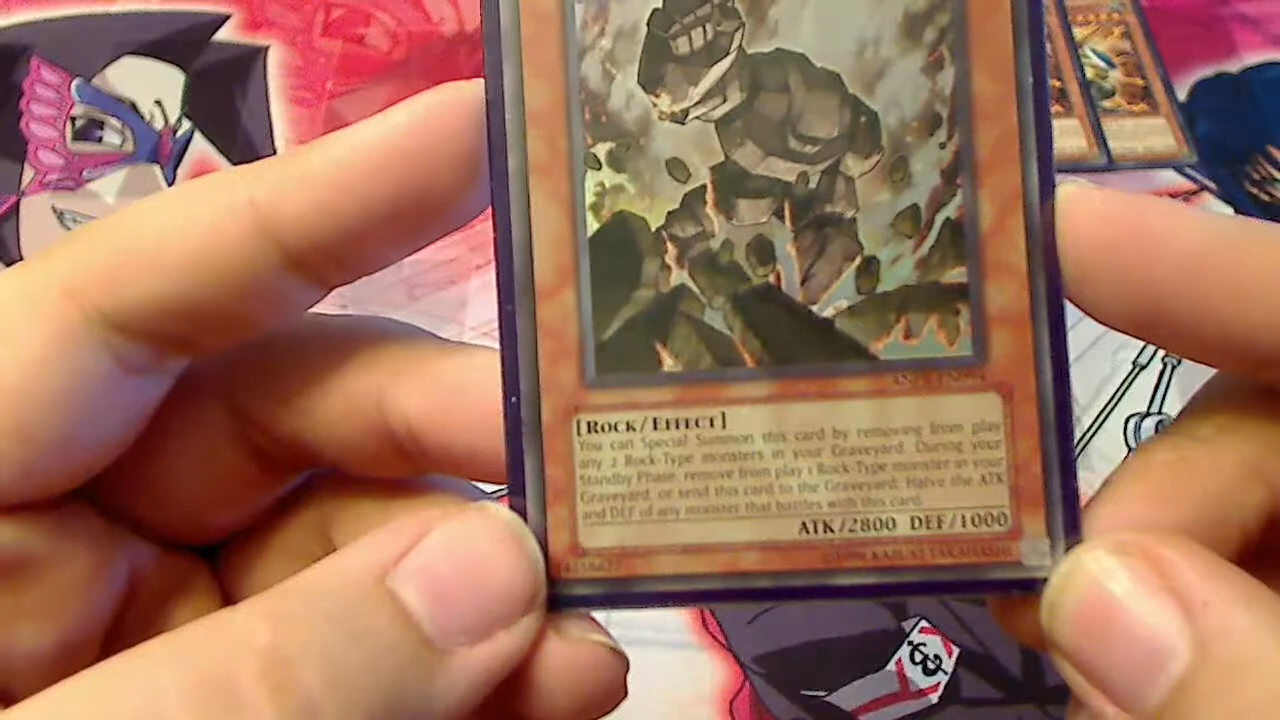 [ROCK/EFFECT]
You can Special Summon this card by removing from play
any 2 Rock-Type monsters in your Graveyard. During your
Standby Phase, remove from play 1 Rock-Type monster in your
Graveyard, or send this card to the Graveyard. Halve the ATK
and DEF of any monster that battles with this card.
ATK/2800 DEF/1000
KAZUKI TAKAHASHI